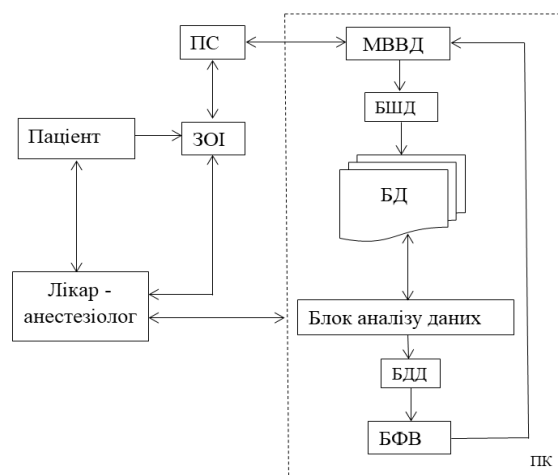 ПС
МВВД
БШД
Пацієнт
ЗОІ
БД
Лікар -
анестезіолог
Блок аналізу даних
БДД
БФВ
ПК